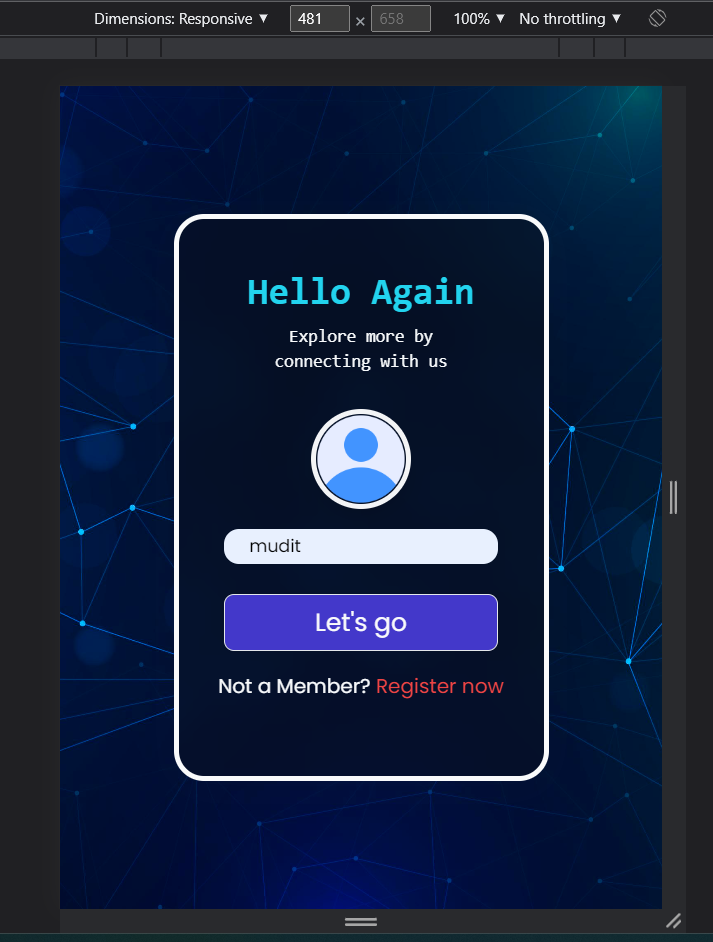 Dimensions: Responsive ▼ 481 × 658 100% ▼ No throttling ▼
Hello Again
Explore more by
connecting with us
mudit
Let's go
Not a Member? Register now